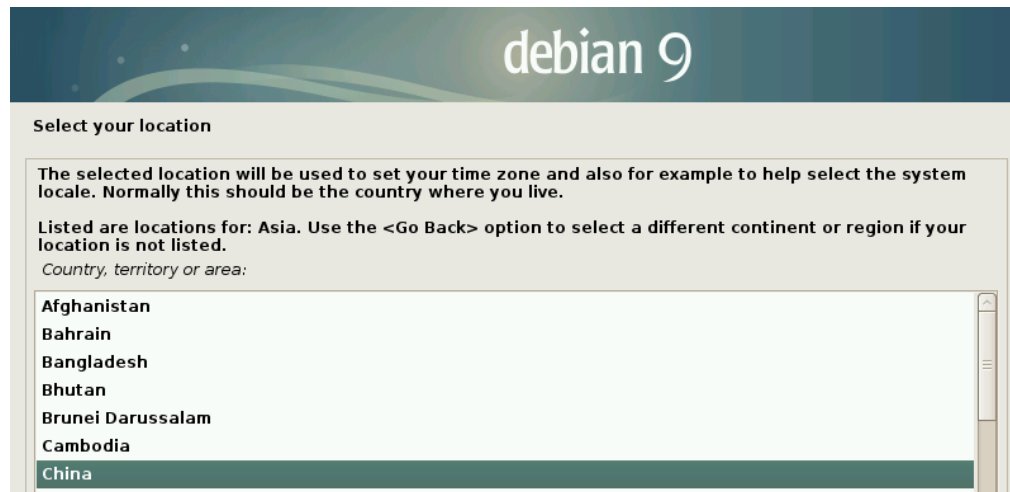 debian 9
Select your location
The selected location will be used to set your time zone and also for example to help select the system
locale. Normally this should be the country where you live.
Listed are locations for: Asia. Use the <Go Back> option to select a different continent or region if your
location is not listed.
Country, territory or area:
Afghanistan
Bahrain
Bangladesh
Bhutan
Brunei Darussalam
Cambodia
China